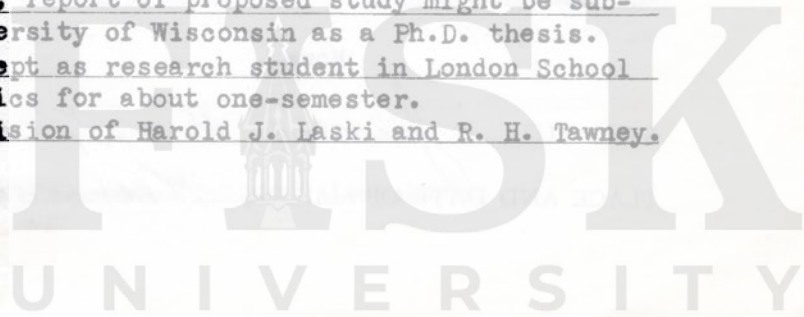 report of proposed study might be sub-
ersity of Wisconsin as a Ph.D. thesis.
ept as research student in London School
ics for about one-semester.
ision of Harold J. Laski and R. H. Tawney.
FISK
UNIVERSITY